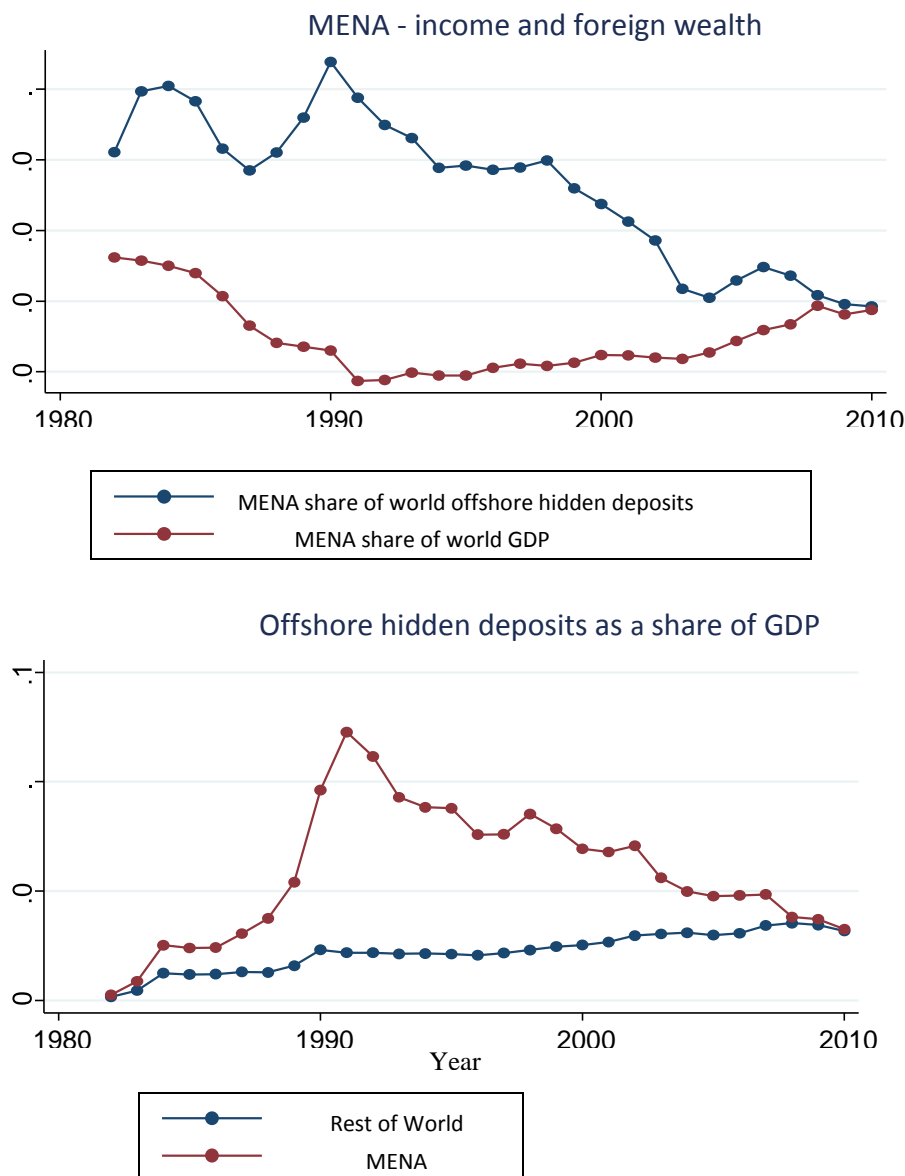 MENA - income and foreign wealth
.
.0
.0
.0
.0
1980 1990 2000 2010
MENA share of world offshore hidden deposits
MENA share of world GDP
Offshore hidden deposits as a share of GDP
.1
.
.0
0
1980 1990 2000 2010
Year
Rest of World
MENA